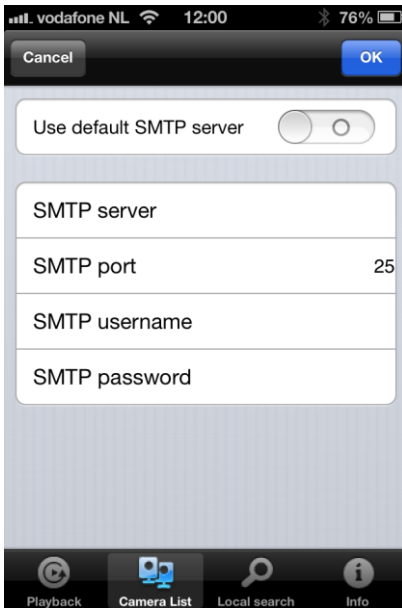 vodafone NL 12:00 76%
Cancel OK
Use default SMTP server
SMTP server
SMTP port 25
SMTP username
SMTP password
Playback Camera List Local search Info